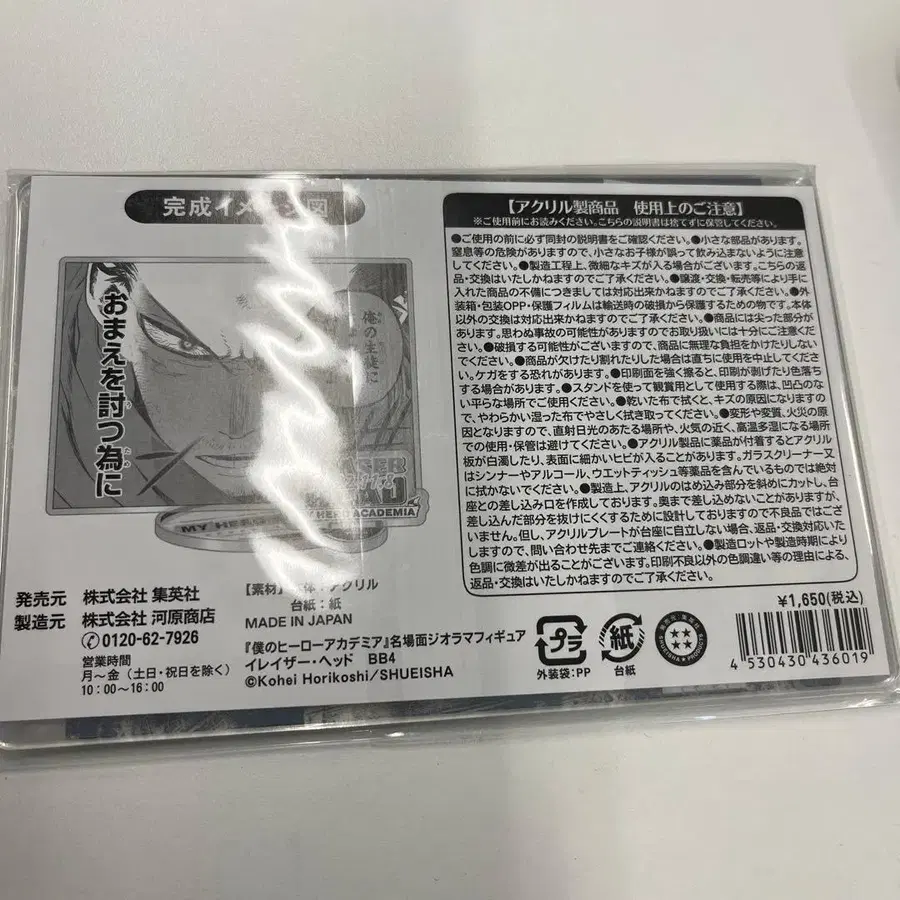 完成イメージ図
おまえを討つ為に
俺の生徒に
MY HERO ACADEMIA
発売元 株式会社 集英社
製造元 株式会社 河原商店
0120-62-7926
営業時間
月～金（土日・祝日を除く）
10：00～16：00
【素材】本体：アクリル
台紙：紙
MADE IN JAPAN
『僕のヒーローアカデミア』名場面ジオラマフィギュア
イレイザー・ヘッド BB4
©Kohei Horikoshi/SHUEISHA
【アクリル製商品 使用上のご注意】
※ご使用前にお読みください。こちらの説明書は捨てずに保管してください。
●ご使用の前に必ず同封の説明書をご確認ください。●小さな部品があります。
窒息等の危険がありますので、小さなお子様が誤って飲み込まないように注意
してください。●製造工程上、微細なキズが入る場合がございます。こちらの返
品・交換はいたしかねますのでご了承ください。●譲渡・交換・転売等により手に
入れた商品の不備につきましては対応出来かねますのでご了承ください。●外
装箱・包装OPP・保護フィルムは輸送時の破損から保護するための物です。本体
以外の交換は対応出来かねますのでご了承ください。●商品には尖った部分が
あります。思わぬ事故の可能性がありますのでお取り扱いには十分にご注意くださ
い。●破損する可能性がございますので、商品に無理な負担をかけたりしない
でください。●商品が欠けたり割れたりした場合は直ちに使用を中止してくださ
い。ケガをする恐れがあります。●印刷面を強く擦ると、印刷が剥げたり色落ち
する場合があります。●スタンドを使って観賞用として使用する際は、凹凸のな
い平らな場所でご使用ください。●乾いた布で拭くと、キズの原因になりますの
で、やわらかい湿った布でやさしく拭き取ってください。●変形や変質、火災の原
因となりますので、直射日光のあたる場所や、火気の近く、高温多湿になる場所
での使用・保管は避けてください。●アクリル製品に薬品が付着するとアクリル
板が白濁したり、表面に細かいヒビが入ることがあります。ガラスクリーナー又
はシンナーやアルコール、ウエットティッシュ等薬品を含んでいるものでは絶対
に拭かないでください。●製造上、アクリルのはめ込み部分を斜めにカットし、台
座との差し込み口を作成しております。奥まで差し込めないことがありますが、
差し込んだ部分を抜けにくくするために設計しておりますので不良品ではござ
いません。但し、アクリルプレートが台座に自立しない場合、返品・交換対応いた
しますので、問い合わせ先までご連絡ください。●製造ロットや製造時期により
色調に微差が出ることがございます。印刷不良以外の色調違い等の理由による、
返品・交換はいたしかねますのでご了承ください。
¥1,650(税込)
プラ
外装袋：PP
紙
台紙
4 530430 436019